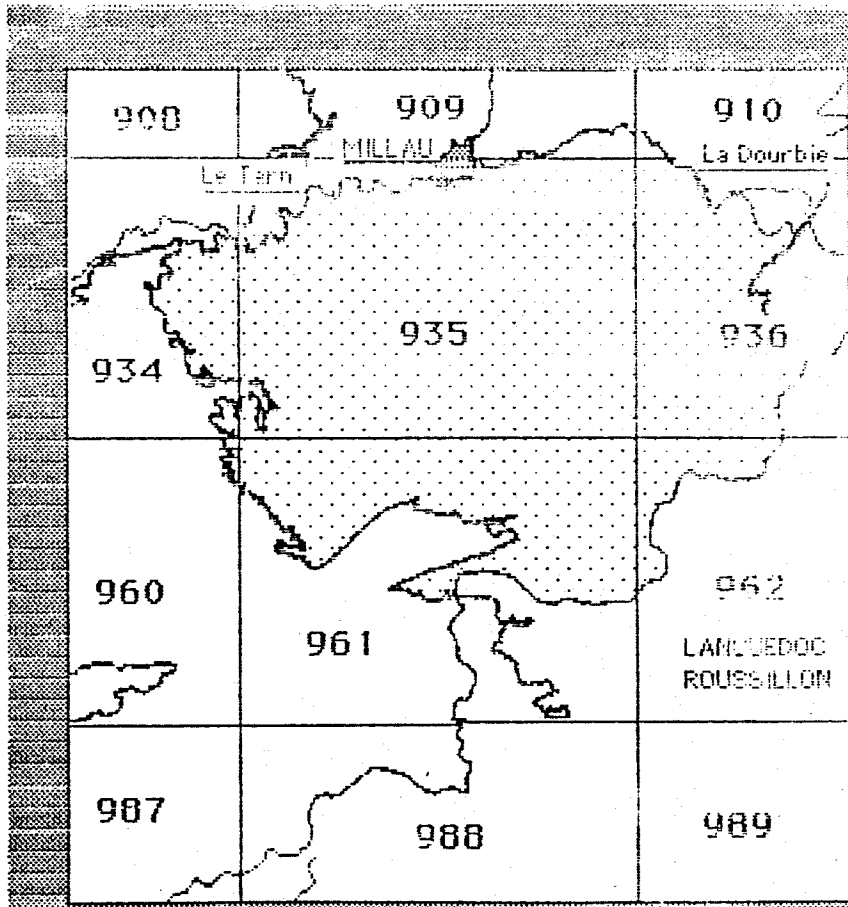 908
909
910
MILLAU
La Dourbie
Le Tarn
935
936
934
960
962
961
LANGUEDOC
ROUSSILLON
987
988
989